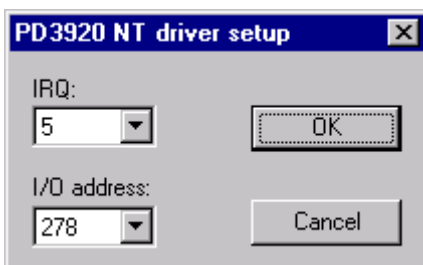 PD3920 NT driver setup
IRQ:
5
OK
I/O address:
278
Cancel